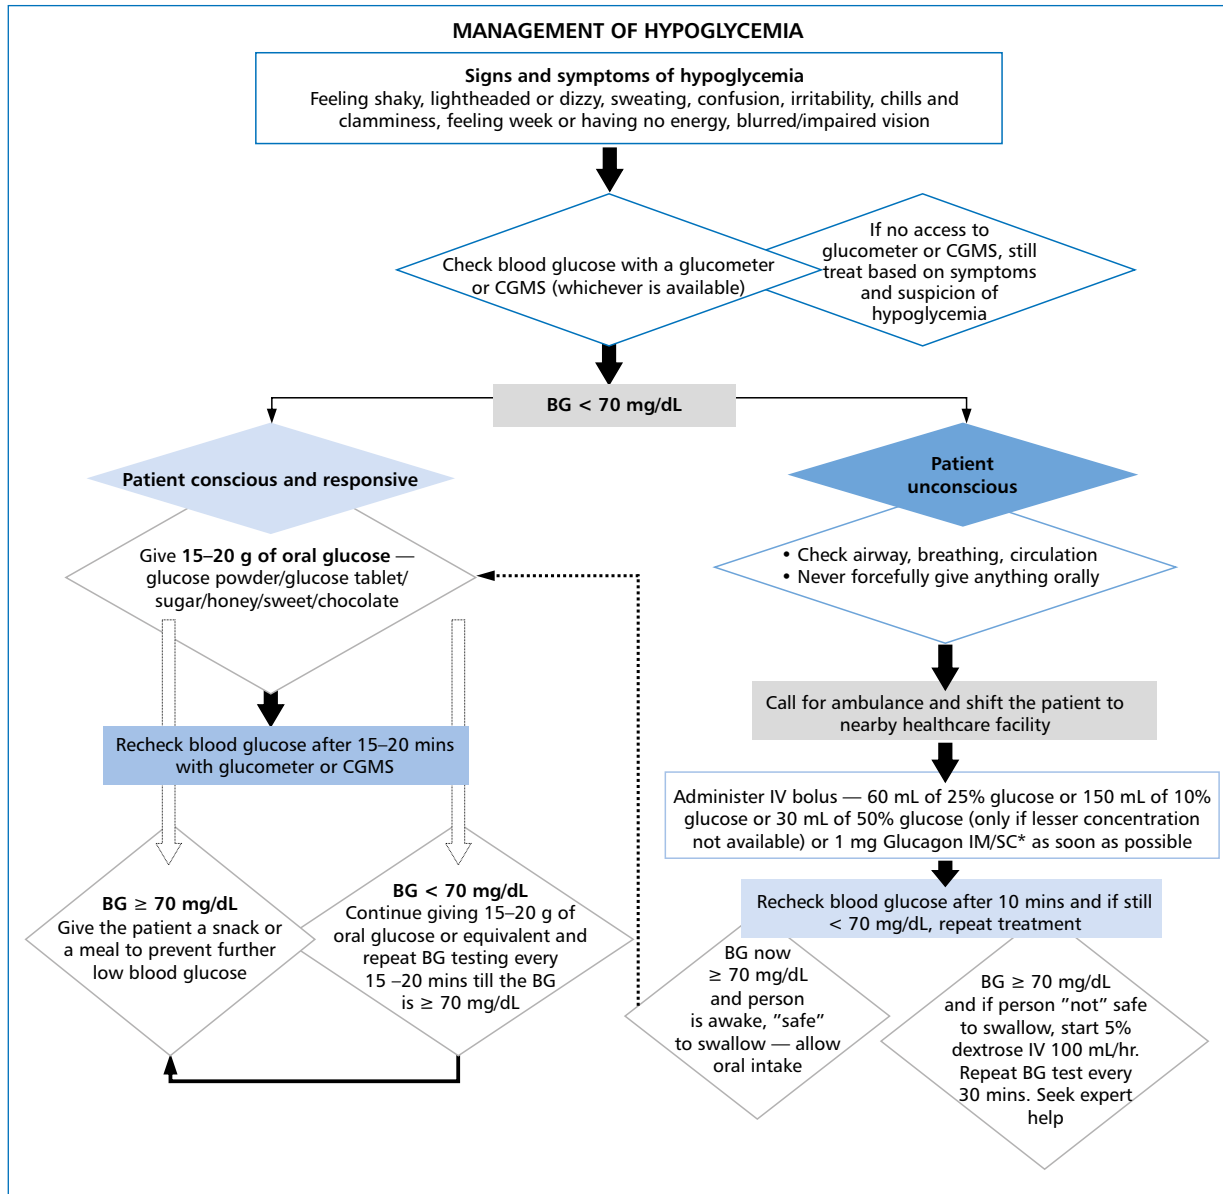 MANAGEMENT OF HYPOGLYCEMIA
Signs and symptoms of hypoglycemia
Feeling shaky, lightheaded or dizzy, sweating, confusion, irritability, chills and
clamminess, feeling week or having no energy, blurred/impaired vision
Check blood glucose with a glucometer
or CGMS (whichever is available)
If no access to
glucometer or CGMS, still
treat based on symptoms
and suspicion of
hypoglycemia
BG < 70 mg/dL
Patient conscious and responsive
Give 15–20 g of oral glucose —
glucose powder/glucose tablet/
sugar/honey/sweet/chocolate
Recheck blood glucose after 15–20 mins
with glucometer or CGMS
BG ≥ 70 mg/dL
Give the patient a snack or
a meal to prevent further
low blood glucose
BG < 70 mg/dL
Continue giving 15–20 g of
oral glucose or equivalent and
repeat BG testing every
15 –20 mins till the BG
is ≥ 70 mg/dL
Patient
unconscious
• Check airway, breathing, circulation
• Never forcefully give anything orally
Call for ambulance and shift the patient to
nearby healthcare facility
Administer IV bolus — 60 mL of 25% glucose or 150 mL of 10%
glucose or 30 mL of 50% glucose (only if lesser concentration
not available) or 1 mg Glucagon IM/SC* as soon as possible
Recheck blood glucose after 10 mins and if still
< 70 mg/dL, repeat treatment
BG now
≥ 70 mg/dL
and person
is awake, ”safe”
to swallow — allow
oral intake
BG ≥ 70 mg/dL
and if person ”not” safe
to swallow, start 5%
dextrose IV 100 mL/hr.
Repeat BG test every
30 mins. Seek expert
help